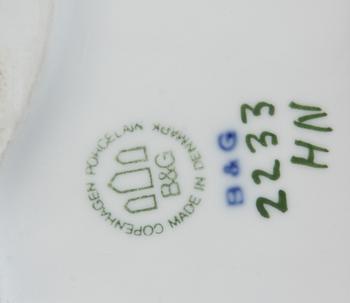 COPENHAGEN PORCELAIN MADE IN DENMARK
B&G
B&G
2233
HN